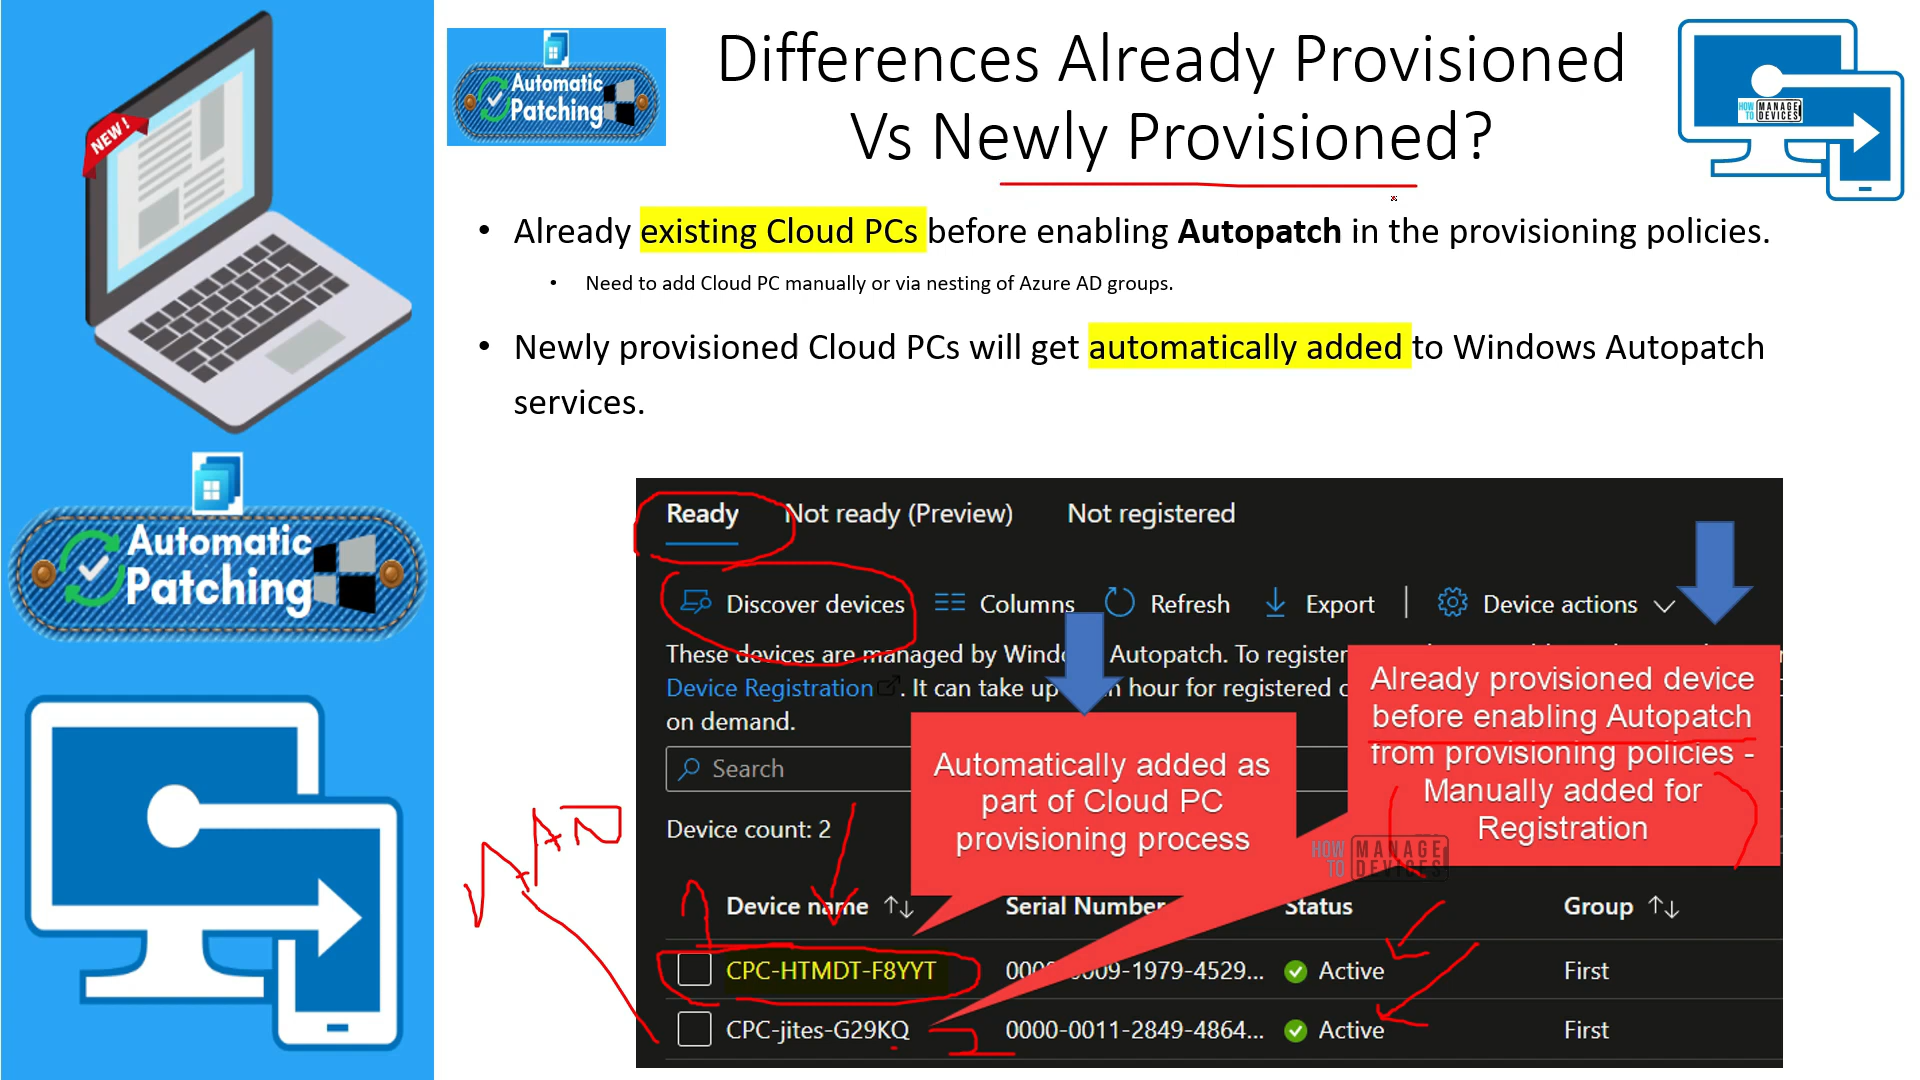 NEW!
Automatic
Patching
HOW TO MANAGE DEVICES
Differences Already Provisioned
Vs Newly Provisioned?
• Already existing Cloud PCs before enabling Autopatch in the provisioning policies.
• Need to add Cloud PC manually or via nesting of Azure AD groups.
• Newly provisioned Cloud PCs will get automatically added to Windows Autopatch
services.
Automatic
Patching
Ready Not ready (Preview) Not registered
Discover devices Columns Refresh Export | Device actions
These devices are managed by Windo Autopatch. To register
Device Registration. It can take up hour for registered
on demand.
Search
Device count: 2
Automatically added as
part of Cloud PC
provisioning process
Already provisioned device
before enabling Autopatch
from provisioning policies -
Manually added for
Registration
HOW TO MANAGE DEVICES
MAN
Device name Serial Number Status Group
CPC-HTMDT-F8YYT 0009-1979-4529... Active First
CPC-jites-G29KQ 0000-0011-2849-4864... Active First